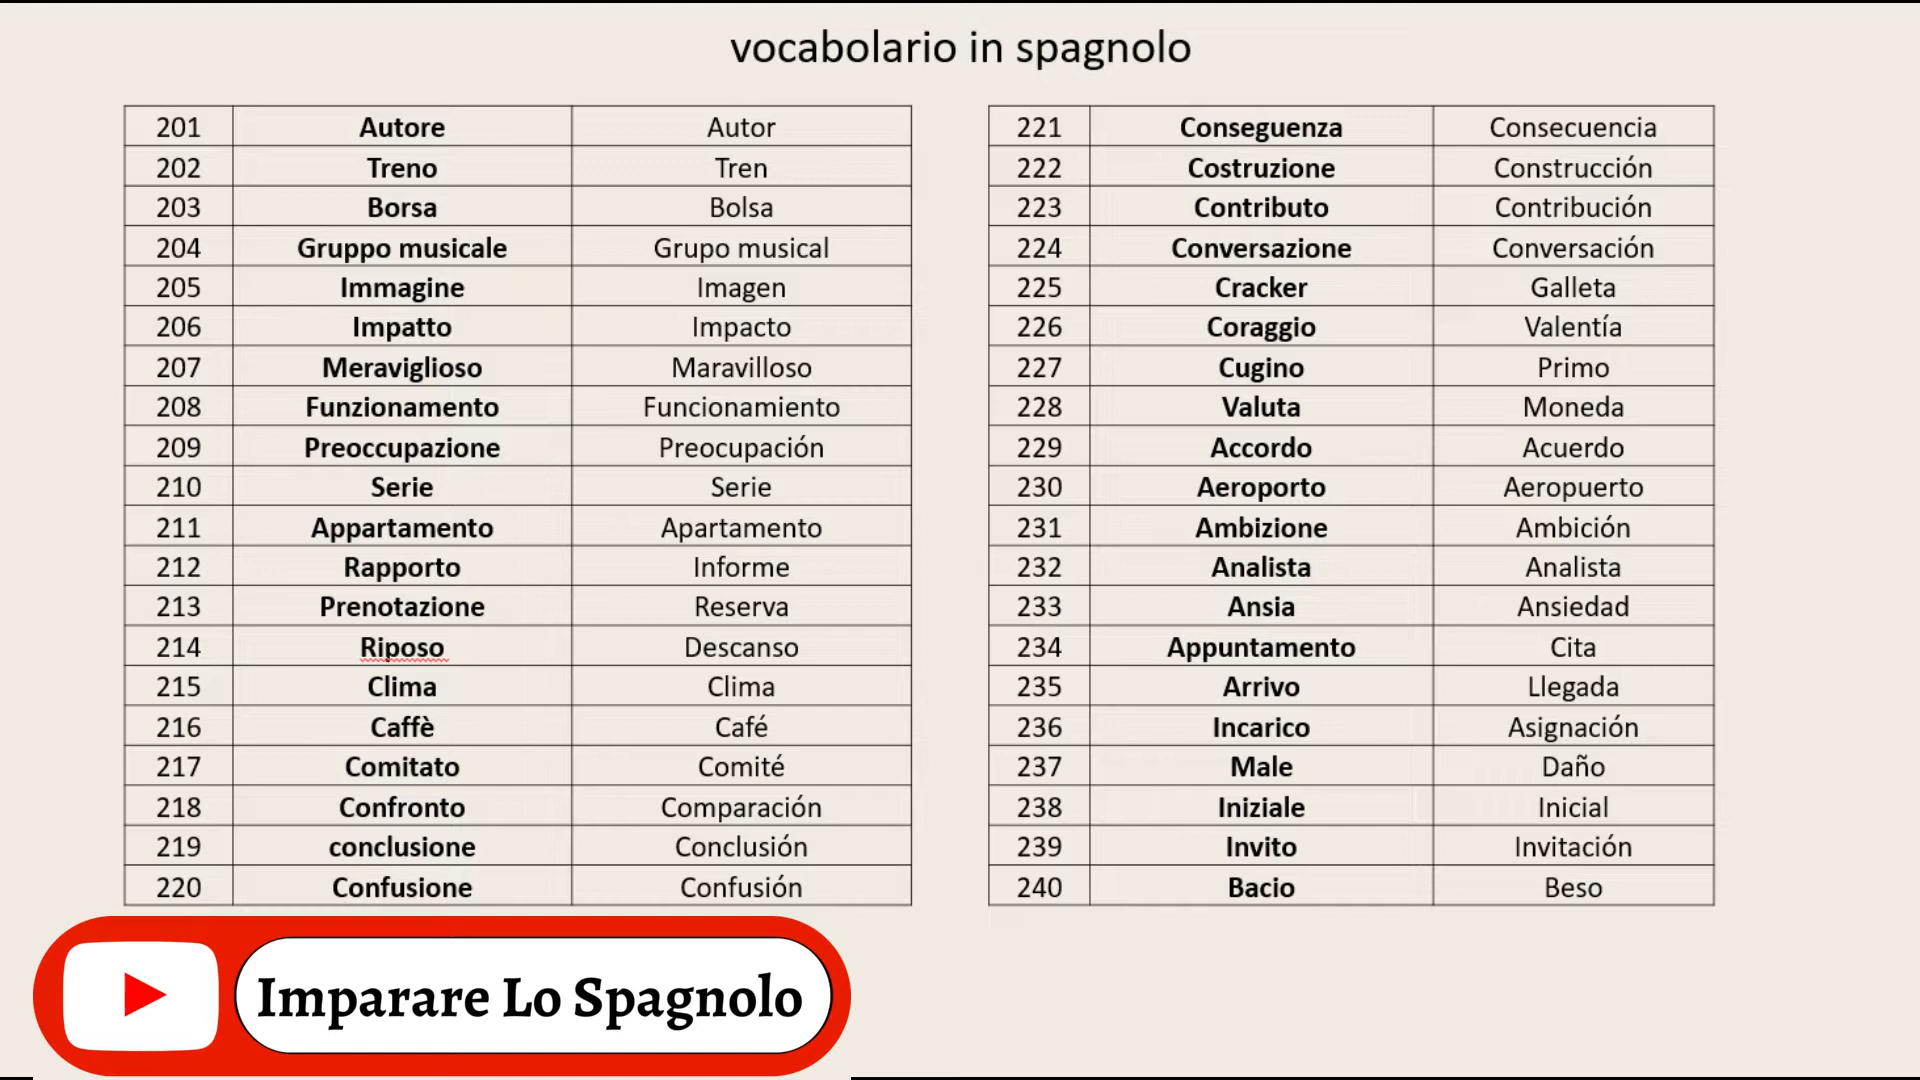 vocabolario in spagnolo
201 Autore Autor
202 Treno Tren
203 Borsa Bolsa
204 Gruppo musicale Grupo musical
205 Immagine Imagen
206 Impatto Impacto
207 Meraviglioso Maravilloso
208 Funzionamento Funcionamiento
209 Preoccupazione Preocupación
210 Serie Serie
211 Appartamento Apartamento
212 Rapporto Informe
213 Prenotazione Reserva
214 Riposo Descanso
215 Clima Clima
216 Caffè Café
217 Comitato Comité
218 Confronto Comparación
219 conclusione Conclusión
220 Confusione Confusión
221 Conseguenza Consecuencia
222 Costruzione Construcción
223 Contributo Contribución
224 Conversazione Conversación
225 Cracker Galleta
226 Coraggio Valentía
227 Cugino Primo
228 Valuta Moneda
229 Accordo Acuerdo
230 Aeroporto Aeropuerto
231 Ambizione Ambición
232 Analista Analista
233 Ansia Ansiedad
234 Appuntamento Cita
235 Arrivo Llegada
236 Incarico Asignación
237 Male Daño
238 Iniziale Inicial
239 Invito Invitación
240 Bacio Beso
Imparare Lo Spagnolo